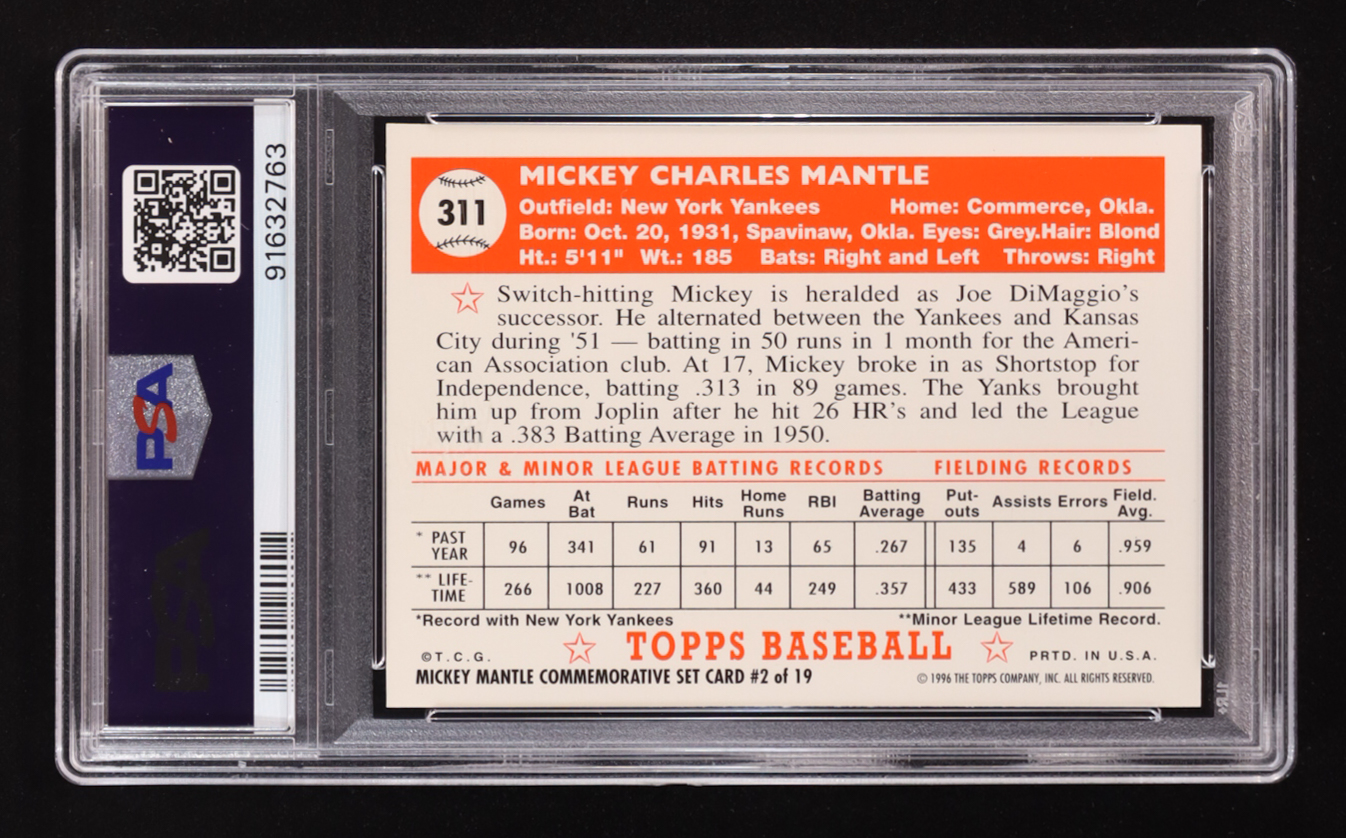 91632763
PSA
311
MICKEY CHARLES MANTLE
Outfield: New York Yankees Home: Commerce, Okla.
Born: Oct. 20, 1931, Spavinaw, Okla. Eyes: Grey.Hair: Blond
Ht.: 5'11" Wt.: 185 Bats: Right and Left Throws: Right
Switch-hitting Mickey is heralded as Joe DiMaggio's
successor. He alternated between the Yankees and Kansas
City during '51 — batting in 50 runs in 1 month for the Ameri-
can Association club. At 17, Mickey broke in as Shortstop for
Independence, batting .313 in 89 games. The Yanks brought
him up from Joplin after he hit 26 HR's and led the League
with a .383 Batting Average in 1950.
MAJOR & MINOR LEAGUE BATTING RECORDS FIELDING RECORDS
Games At Bat Runs Hits Home Runs RBI Batting Average Put-outs Assists Errors Field. Avg.
* PAST YEAR 96 341 61 91 13 65 .267 135 4 6 .959
** LIFE-TIME 266 1008 227 360 44 249 .357 433 589 106 .906
*Record with New York Yankees **Minor League Lifetime Record.
TOPPS BASEBALL
©T.C.G. PRTD. IN U.S.A.
MICKEY MANTLE COMMEMORATIVE SET CARD #2 of 19 © 1996 THE TOPPS COMPANY, INC. ALL RIGHTS RESERVED.